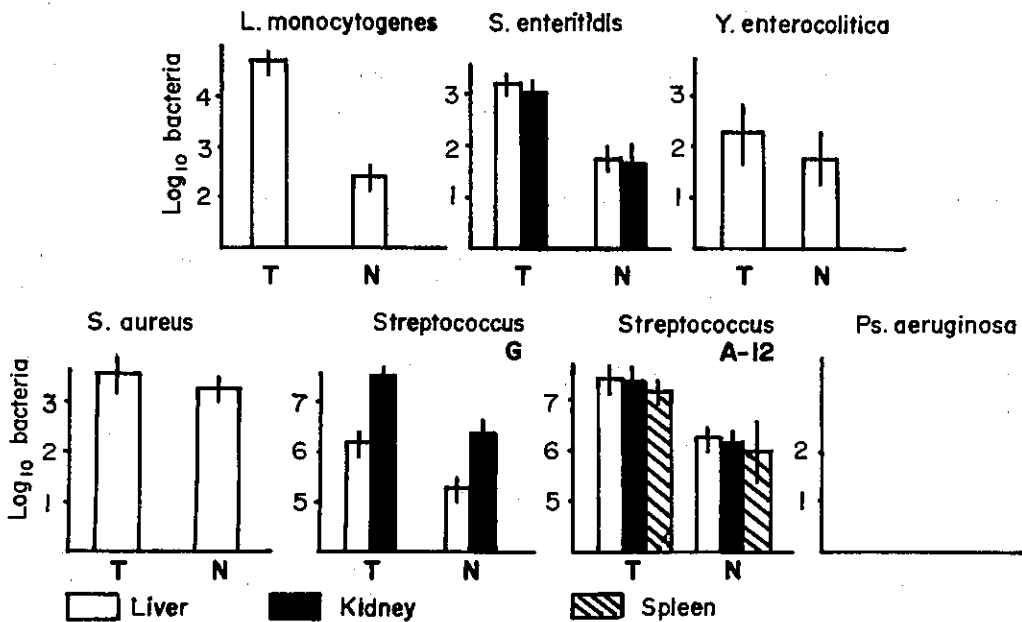 L. monocytogenes
S. enteritidis
Y. enterocolitica
Log10 bacteria
4
3
2
T N
3
2
1
T N
3
2
1
T N
S. aureus
Streptococcus
G
Streptococcus
A-12
Ps. aeruginosa
Log10 bacteria
3
2
1
T N
7
6
5
T N
7
6
5
T N
2
1
Liver
Kidney
Spleen